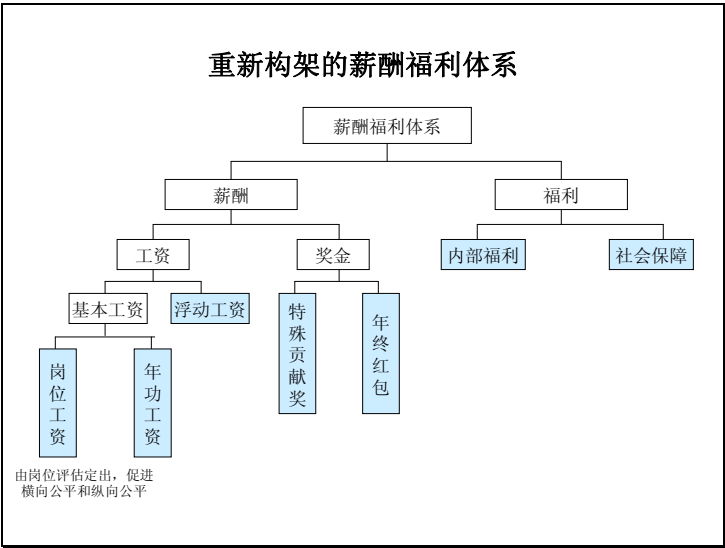 重新构架的薪酬福利体系
薪酬福利体系
薪酬
福利
工资
奖金
内部福利
社会保障
基本工资
浮动工资
特殊贡献奖
年终红包
岗位工资
年功工资
由岗位评估定出，促进
横向公平和纵向公平